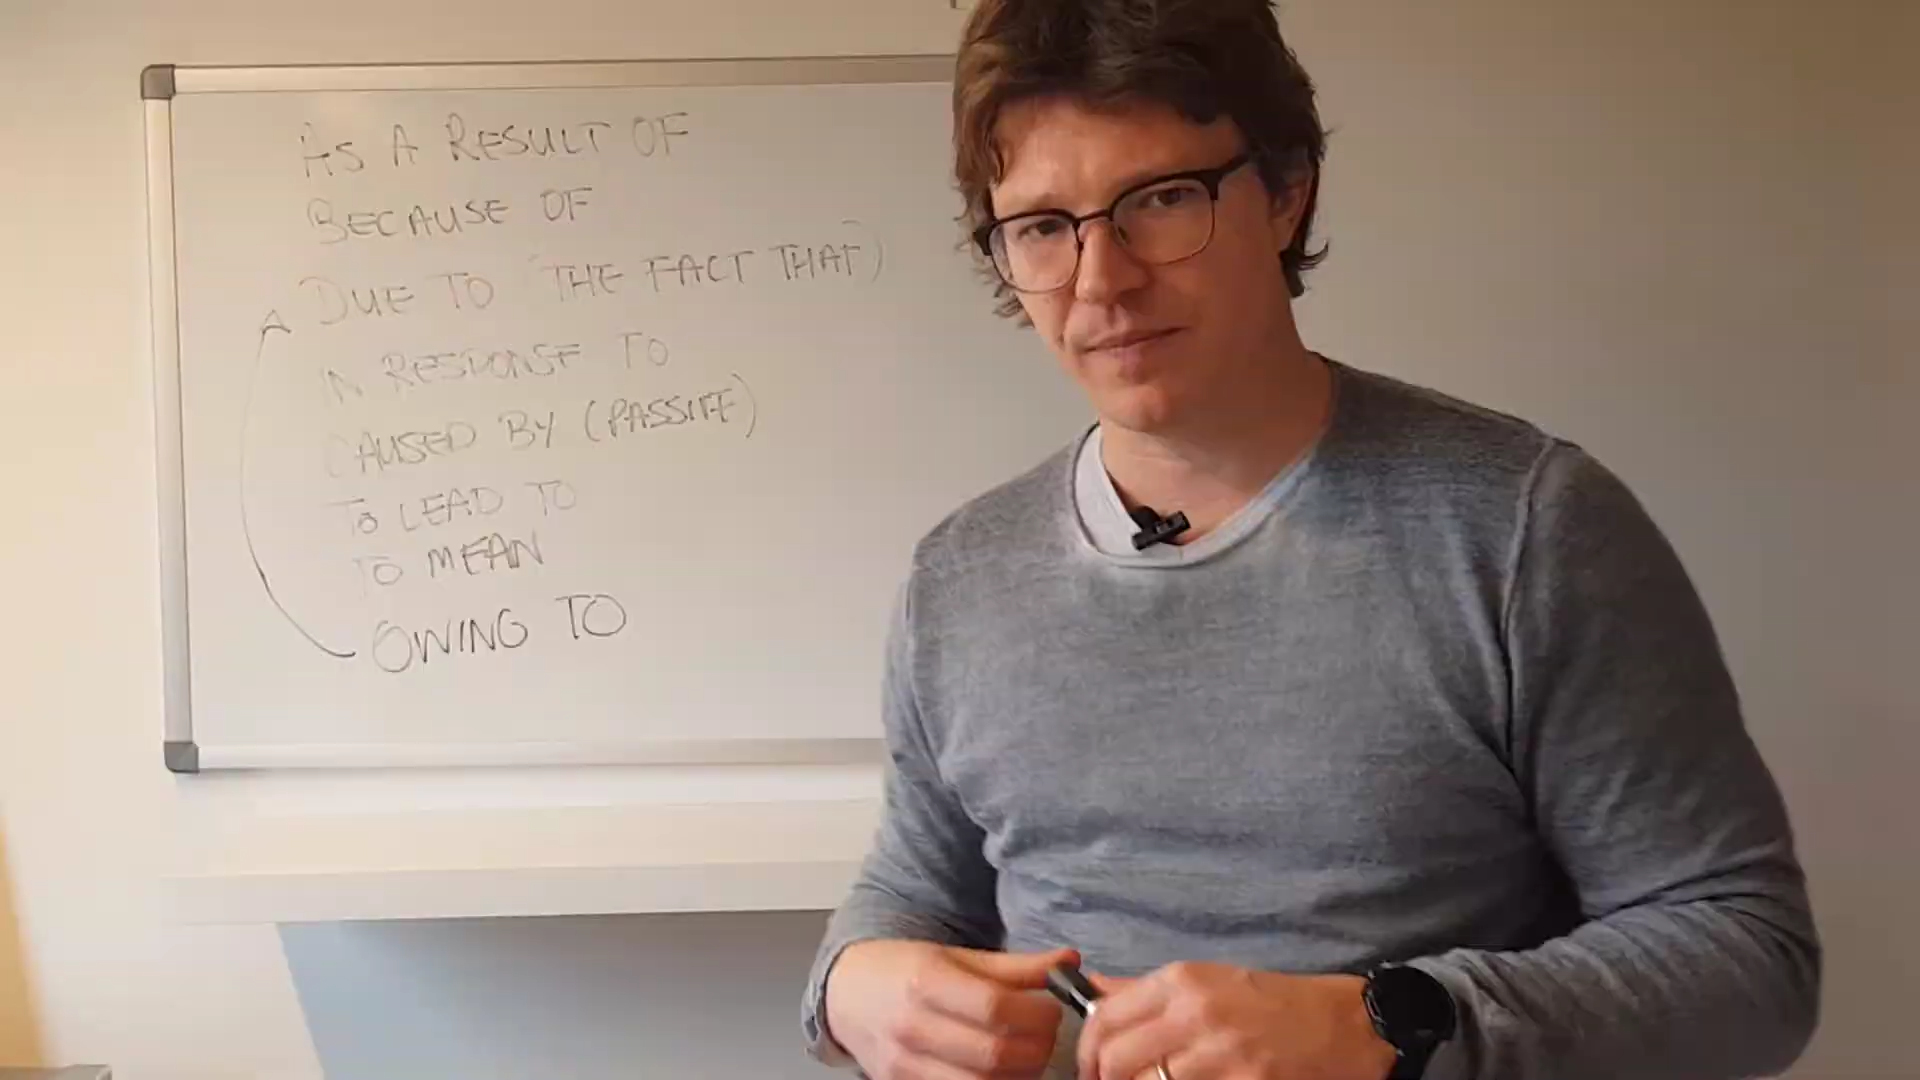 AS A RESULT OF
BECAUSE OF
DUE TO (THE FACT THAT)
IN RESPONSE TO
CAUSED BY (PASSIVE)
TO LEAD TO
TO MEAN
OWING TO